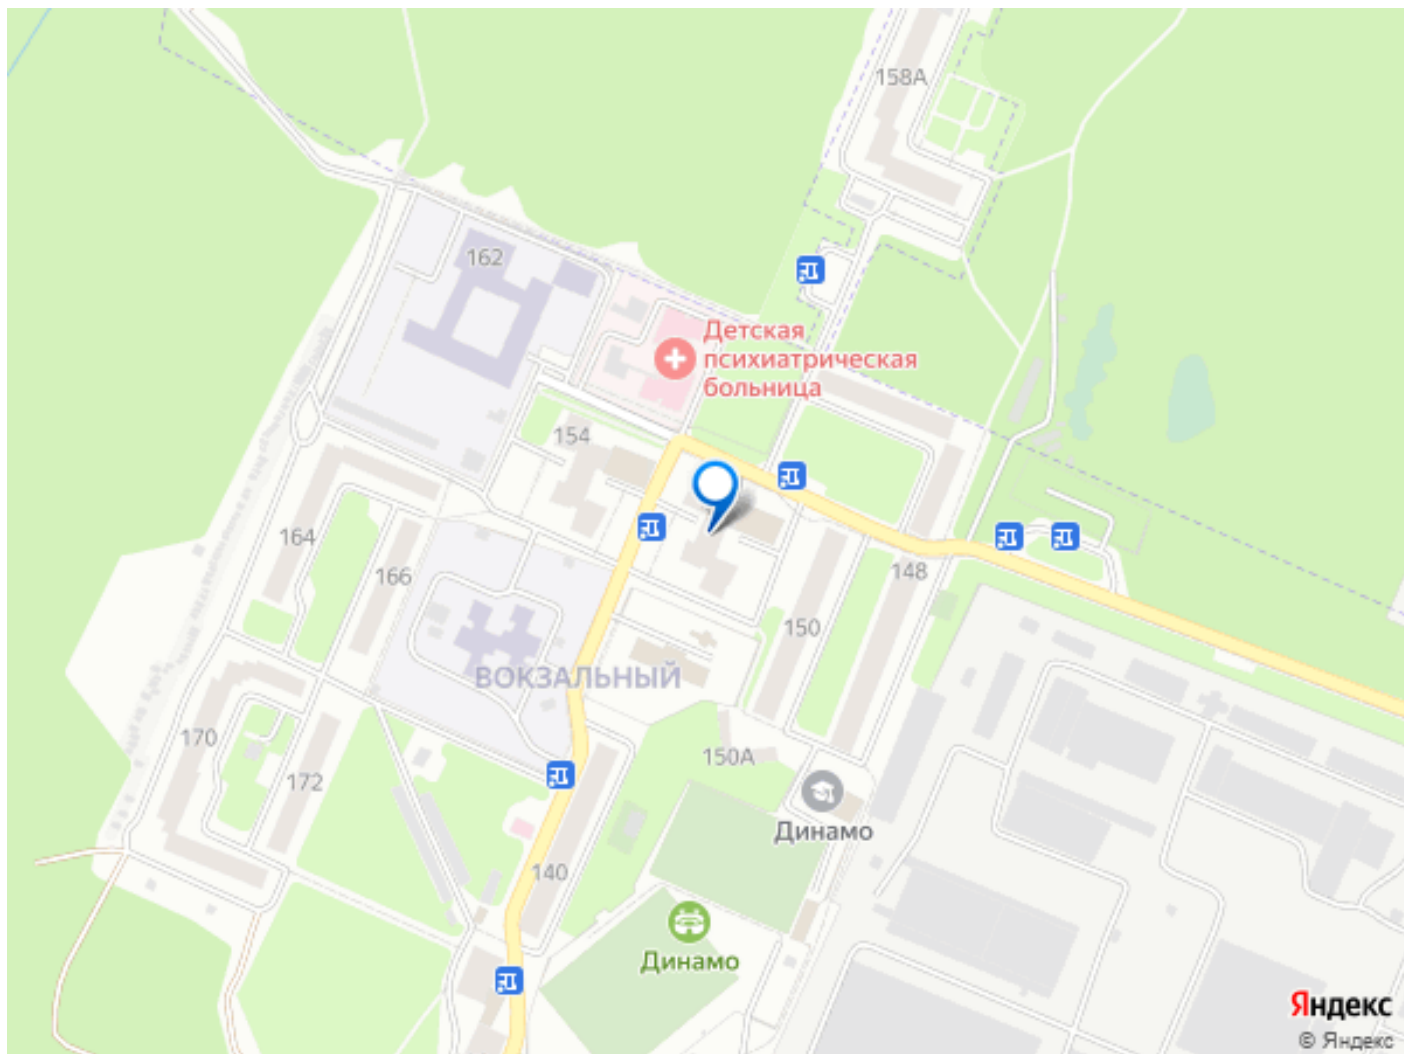 158А
162
Детская
психиатрическая
больница
154
164
166
148
150
ВОКЗАЛЬНЫЙ
170
150А
172
Динамо
140
Динамо
Яндекс
© Яндекс